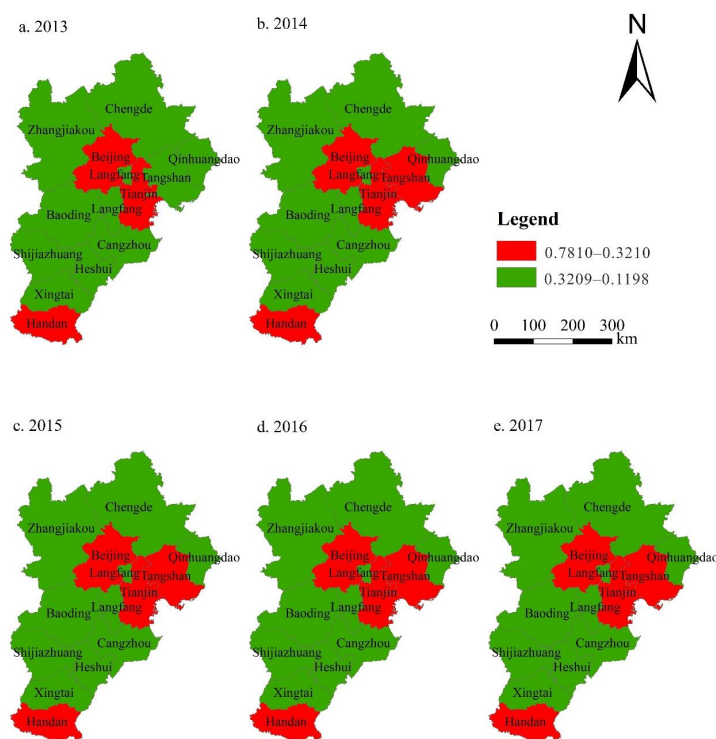 a. 2013
Chengde
Zhangjiakou
Beijing
Qinhuangdao
Langfang
Tangshan
Tianjin
Langfang
Baoding
Cangzhou
Shijiazhuang
Heshui
Xingtai
Handan
b. 2014
Chengde
Zhangjiakou
Beijing
Qinhuangdao
Langfang
Tangshan
Tianjin
Langfang
Baoding
Cangzhou
Shijiazhuang
Heshui
Xingtai
Handan
N
Legend
0.7810–0.3210
0.3209–0.1198
0 100 200 300
km
c. 2015
Chengde
Zhangjiakou
Beijing
Qinhuangdao
Langfang
Tangshan
Tianjin
Langfang
Baoding
Cangzhou
Shijiazhuang
Heshui
Xingtai
Handan
d. 2016
Chengde
Zhangjiakou
Beijing
Qinhuangdao
Langfang
Tangshan
Tianjin
Langfang
Baoding
Cangzhou
Shijiazhuang
Heshui
Xingtai
Handan
e. 2017
Chengde
Zhangjiakou
Beijing
Qinhuangdao
Langfang
Tangshan
Tianjin
Langfang
Baoding
Cangzhou
Shijiazhuang
Heshui
Xingtai
Handan